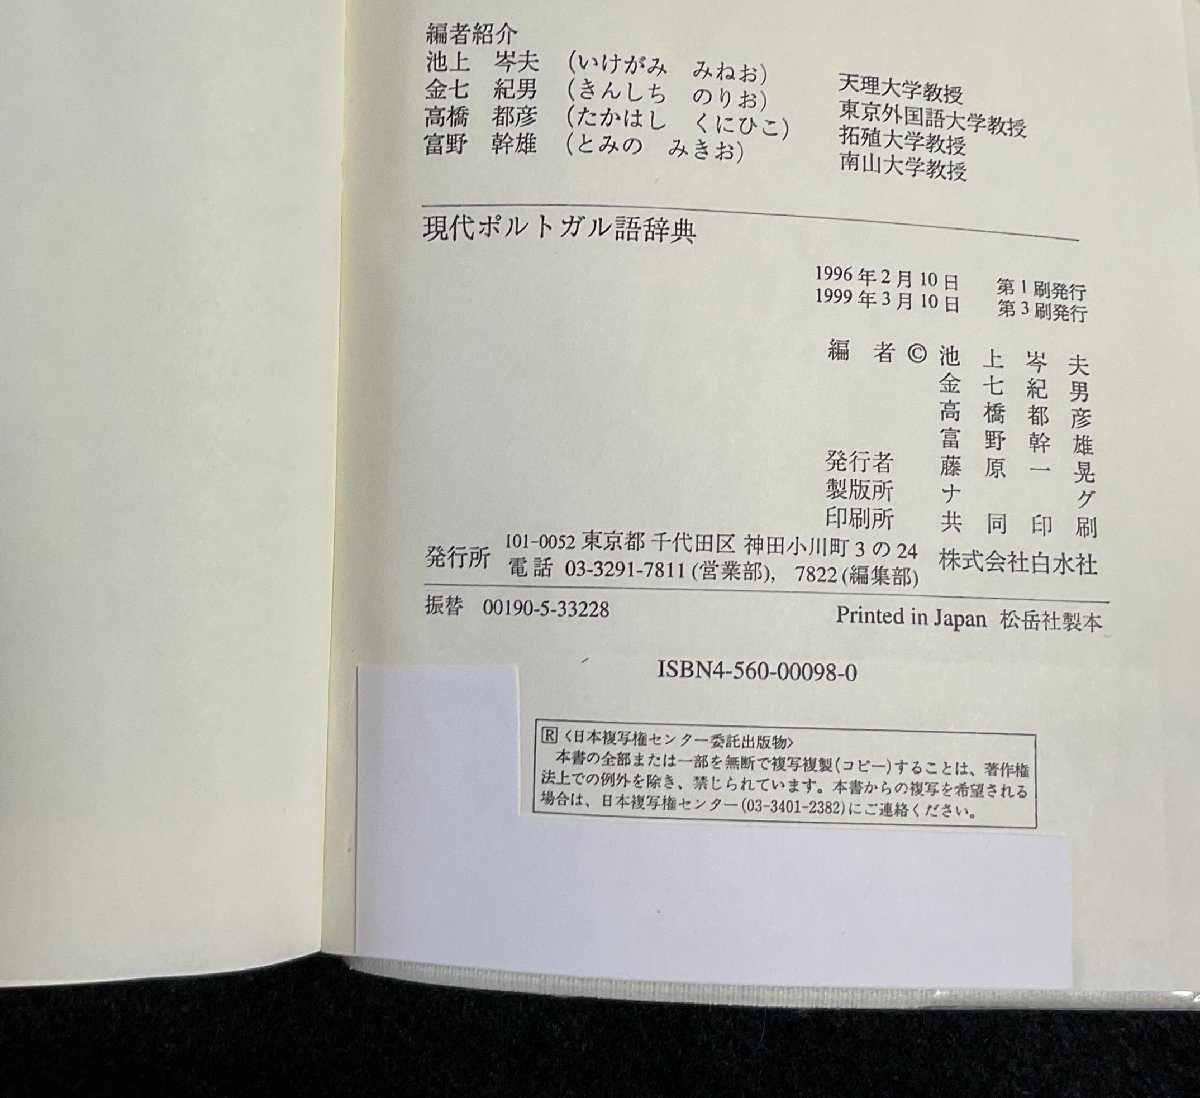 編者紹介
池上 岑夫 (いけがみ みねお) 天理大学教授
金七 紀男 (きんしち のりお) 東京外国語大学教授
高橋 都彦 (たかはし くにひこ) 拓殖大学教授
富野 幹雄 (とみの みきお) 南山大学教授
現代ポルトガル語辞典
1996年2月10日 第1刷発行
1999年3月10日 第3刷発行
編者 © 池上岑夫
金七紀男
高橋都彦
富野幹雄
発行者 藤原一晃
製版所 ナグ
印刷所 共同印刷
発行所 101-0052 東京都千代田区神田小川町3の24
電話 03-3291-7811(営業部), 7822(編集部)
株式会社白水社
振替 00190-5-33228 Printed in Japan 松岳社製本
ISBN4-560-00098-0
R 〈日本複写権センター委託出版物〉
本書の全部または一部を無断で複写複製(コピー)することは、著作権
法上での例外を除き、禁じられています。本書からの複写を希望される
場合は、日本複写権センター(03-3401-2382)にご連絡ください。